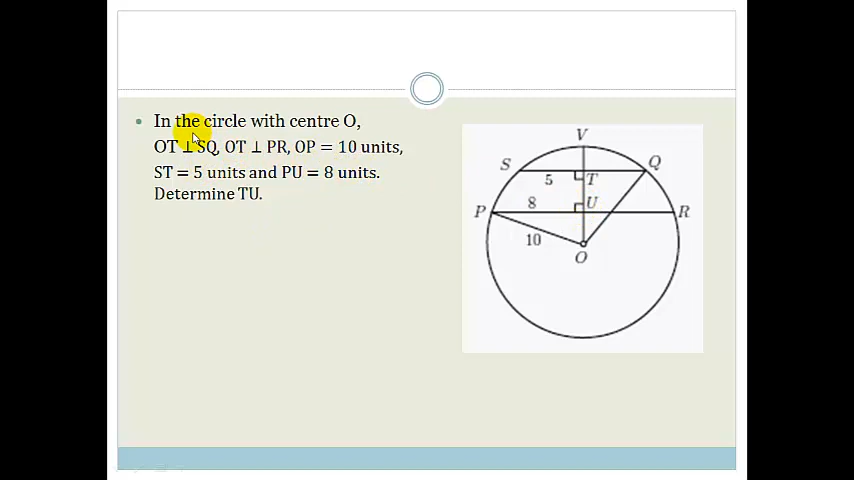 In the circle with centre O,
OT ⊥ SQ, OT ⊥ PR, OP = 10 units,
ST = 5 units and PU = 8 units.
Determine TU.
V
S
Q
5
T
8
U
P
R
10
O